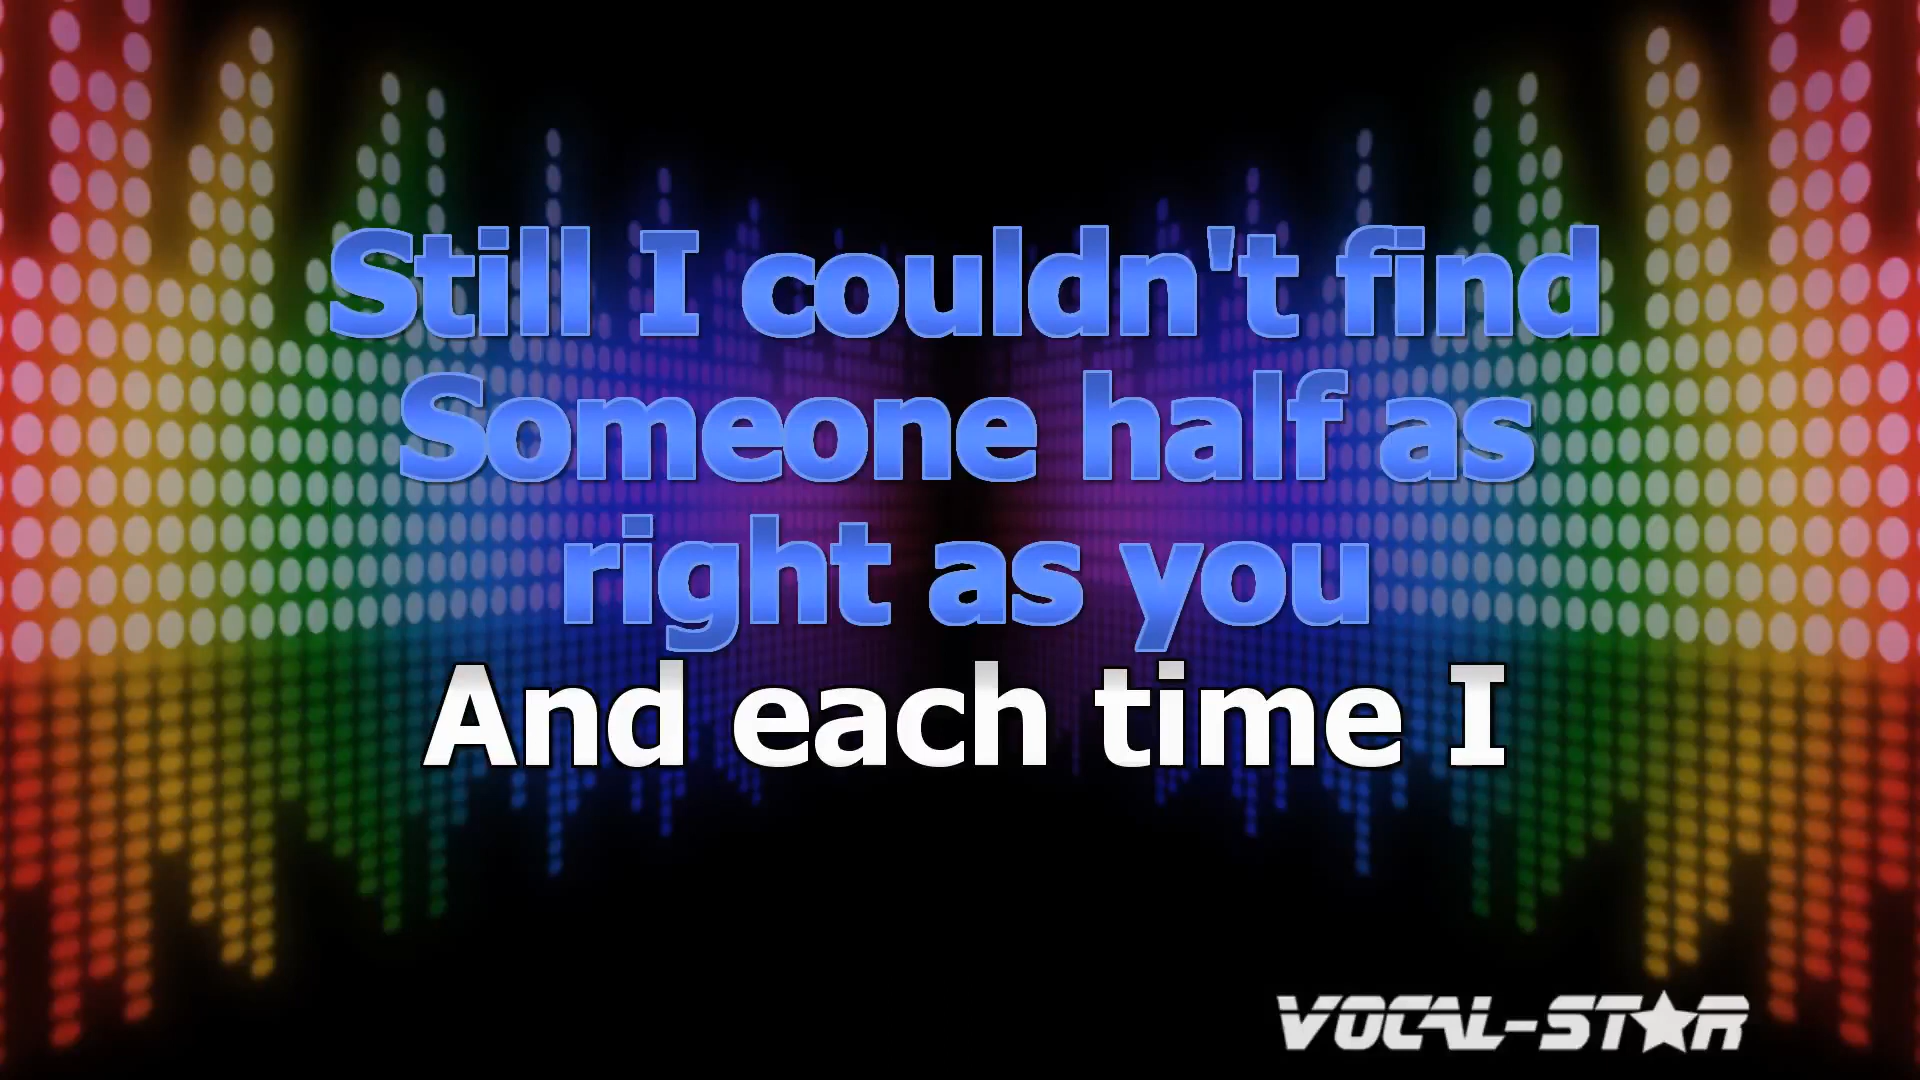 Still I couldn't find
Someone half as
right as you
And each time I
VOCAL-STAR